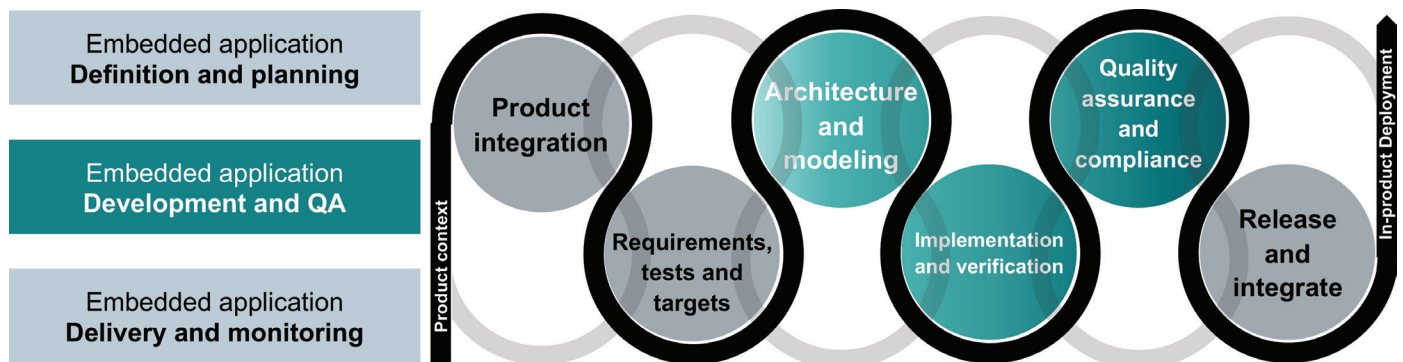 Embedded application
Definition and planning
Embedded application
Development and QA
Embedded application
Delivery and monitoring
Product context
Product
integration
Requirements,
tests and
targets
Architecture
and
modeling
Implementation
and verification
Quality
assurance
and
compliance
Release
and
integrate
In-product Deployment